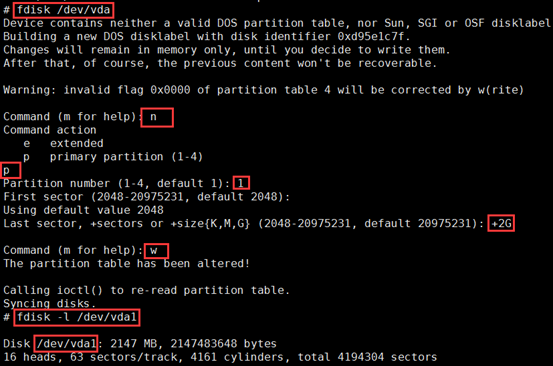 # fdisk /dev/vda
Device contains neither a valid DOS partition table, nor Sun, SGI or OSF disklabel
Building a new DOS disklabel with disk identifier 0xd95e1c7f.
Changes will remain in memory only, until you decide to write them.
After that, of course, the previous content won't be recoverable.

Warning: invalid flag 0x0000 of partition table 4 will be corrected by w(rite)

Command (m for help): n
Command action
   e   extended
   p   primary partition (1-4)
p
Partition number (1-4, default 1): 1
First sector (2048-20975231, default 2048):
Using default value 2048
Last sector, +sectors or +size{K,M,G} (2048-20975231, default 20975231): +2G

Command (m for help): w
The partition table has been altered!

Calling ioctl() to re-read partition table.
Syncing disks.
# fdisk -l /dev/vda1

Disk /dev/vda1: 2147 MB, 2147483648 bytes
16 heads, 63 sectors/track, 4161 cylinders, total 4194304 sectors